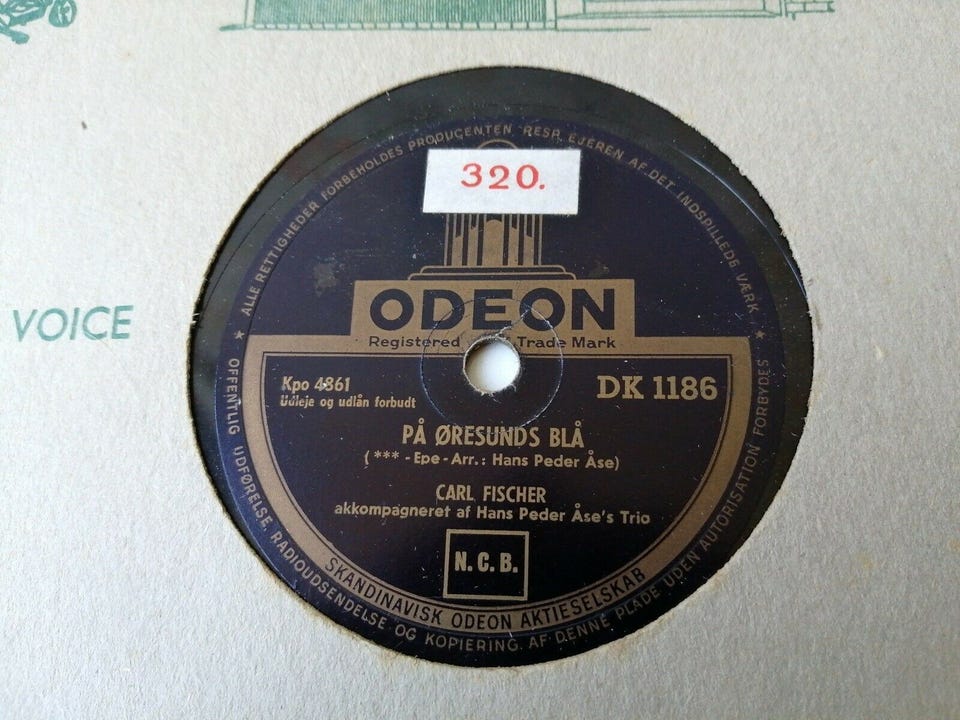 VOICE
★ ALLE RETTIGHEDER FORBEHOLDES PRODUCENTEN RESP. EJEREN AF DET INDSPILLEDE VÆRK ★
320.
ODEON
Registered Trade Mark
Kpo 4861
DK 1186
Udleje og udlån forbudt
PÅ ØRESUNDS BLÅ
( *** - Epe - Arr.: Hans Peder Åse)
CARL FISCHER
akkompagneret af Hans Peder Åse's Trio
N. C. B.
SKANDINAVISK ODEON AKTIESELSKAB
OFFENTLIG UDFØRELSE, RADIOUDSENDELSE OG KOPIERING AF DENNE PLADE UDEN AUTORISATION FORBYDES